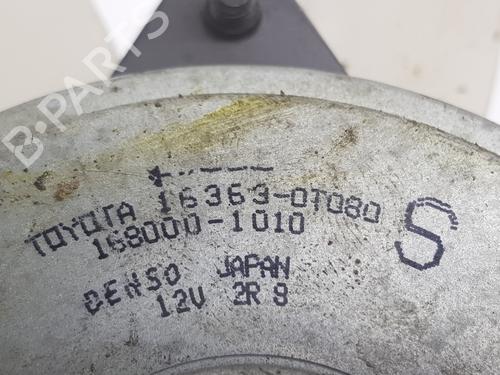 B-PARTS
TOYOTA 16363-0T080
168000-1010
S
DENSO JAPAN
12V 2R 9